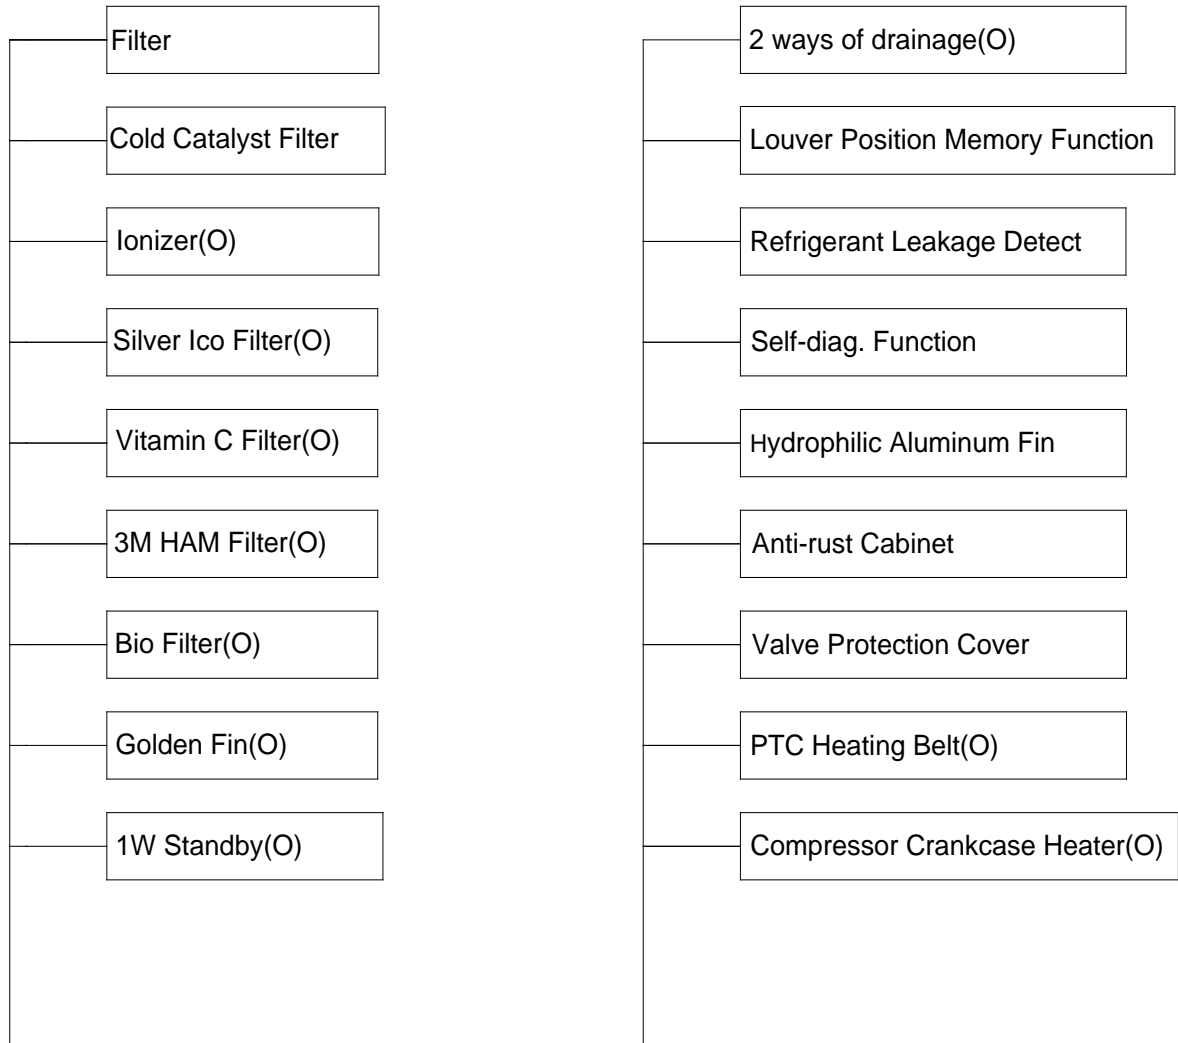 Filter
Cold Catalyst Filter
Ionizer(O)
Silver Ico Filter(O)
Vitamin C Filter(O)
3M HAM Filter(O)
Bio Filter(O)
Golden Fin(O)
1W Standby(O)
2 ways of drainage(O)
Louver Position Memory Function
Refrigerant Leakage Detect
Self-diag. Function
Hydrophilic Aluminum Fin
Anti-rust Cabinet
Valve Protection Cover
PTC Heating Belt(O)
Compressor Crankcase Heater(O)